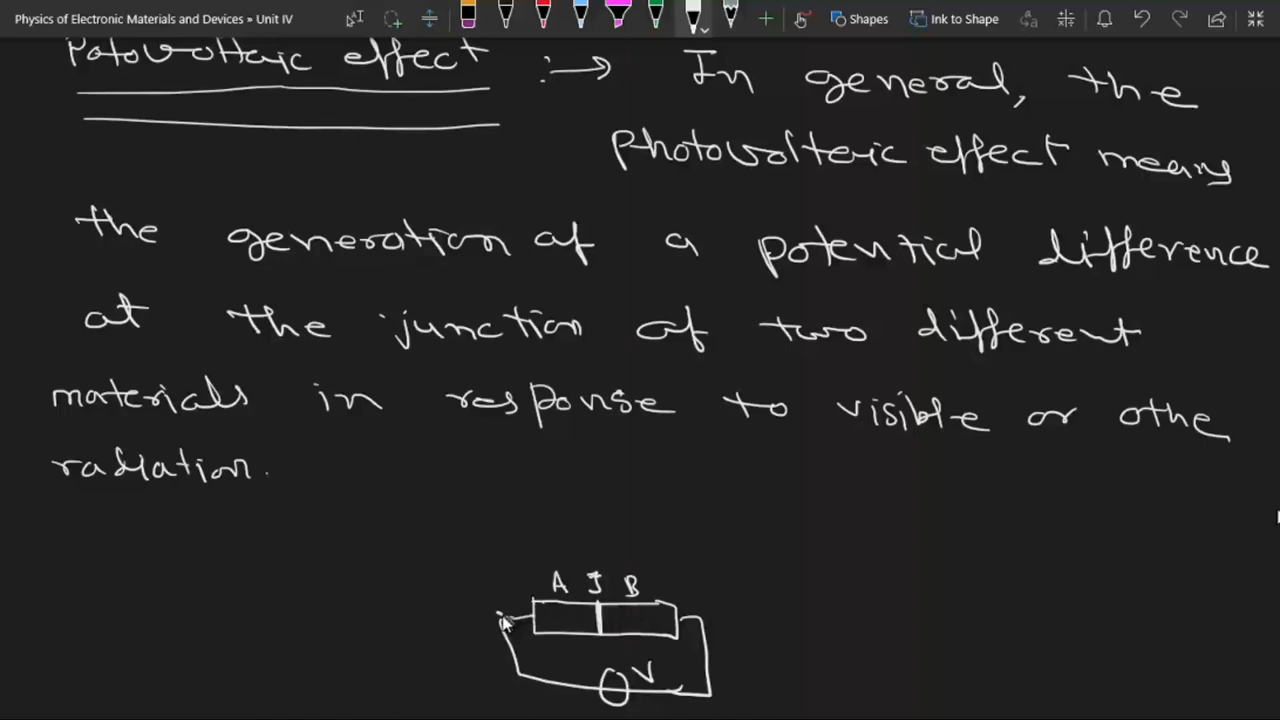 Physics of Electronic Materials and Devices » Unit IV
Shapes
Ink to Shape
Potovoltaic effect :→ In general, the
photovoltaic effect means
the generation of a potential difference
at the junction of two different
materials in response to visible or othe
radiation.
A J B
V